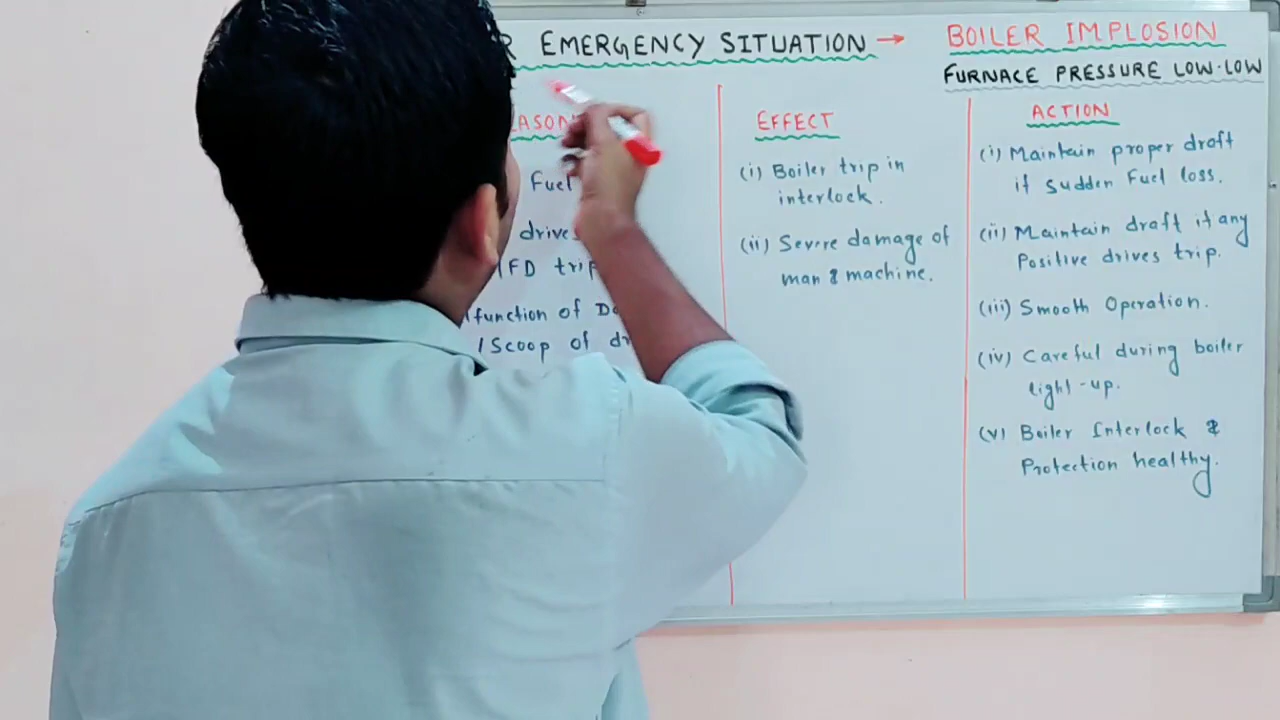 EMERGENCY SITUATION → BOILER IMPLOSION
FURNACE PRESSURE LOW-LOW
Fuel
drives
FD trip
function of
/Scoop of
EFFECT
(i) Boiler trip in
interlock.
(ii) Severe damage of
man & machine.
ACTION
(i) Maintain proper draft
if sudden Fuel loss.
(ii) Maintain draft if any
Positive drives trip.
(iii) Smooth Operation.
(iv) Careful during boiler
light-up.
(v) Boiler Interlock &
Protection healthy.